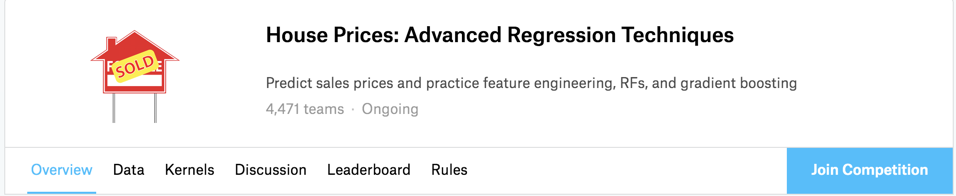 House Prices: Advanced Regression Techniques
SOLD
Predict sales prices and practice feature engineering, RFs, and gradient boosting
4,471 teams · Ongoing
Overview Data Kernels Discussion Leaderboard Rules Join Competition